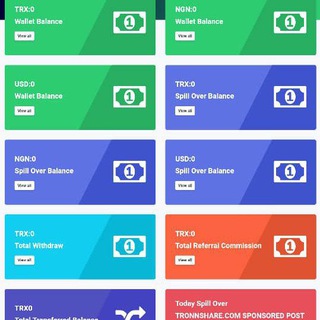 TRX:0
Wallet Balance
View all
NGN:0
Wallet Balance
View all
USD:0
Wallet Balance
View all
TRX:0
Spill Over Balance
View all
NGN:0
Spill Over Balance
View all
USD:0
Spill Over Balance
View all
TRX:0
Total Withdraw
View all
TRX:0
Total Referral Commission
View all
TRX0
Total Transferred Balance
Today Spill Over
TRONNSHARE.COM SPONSORED POST